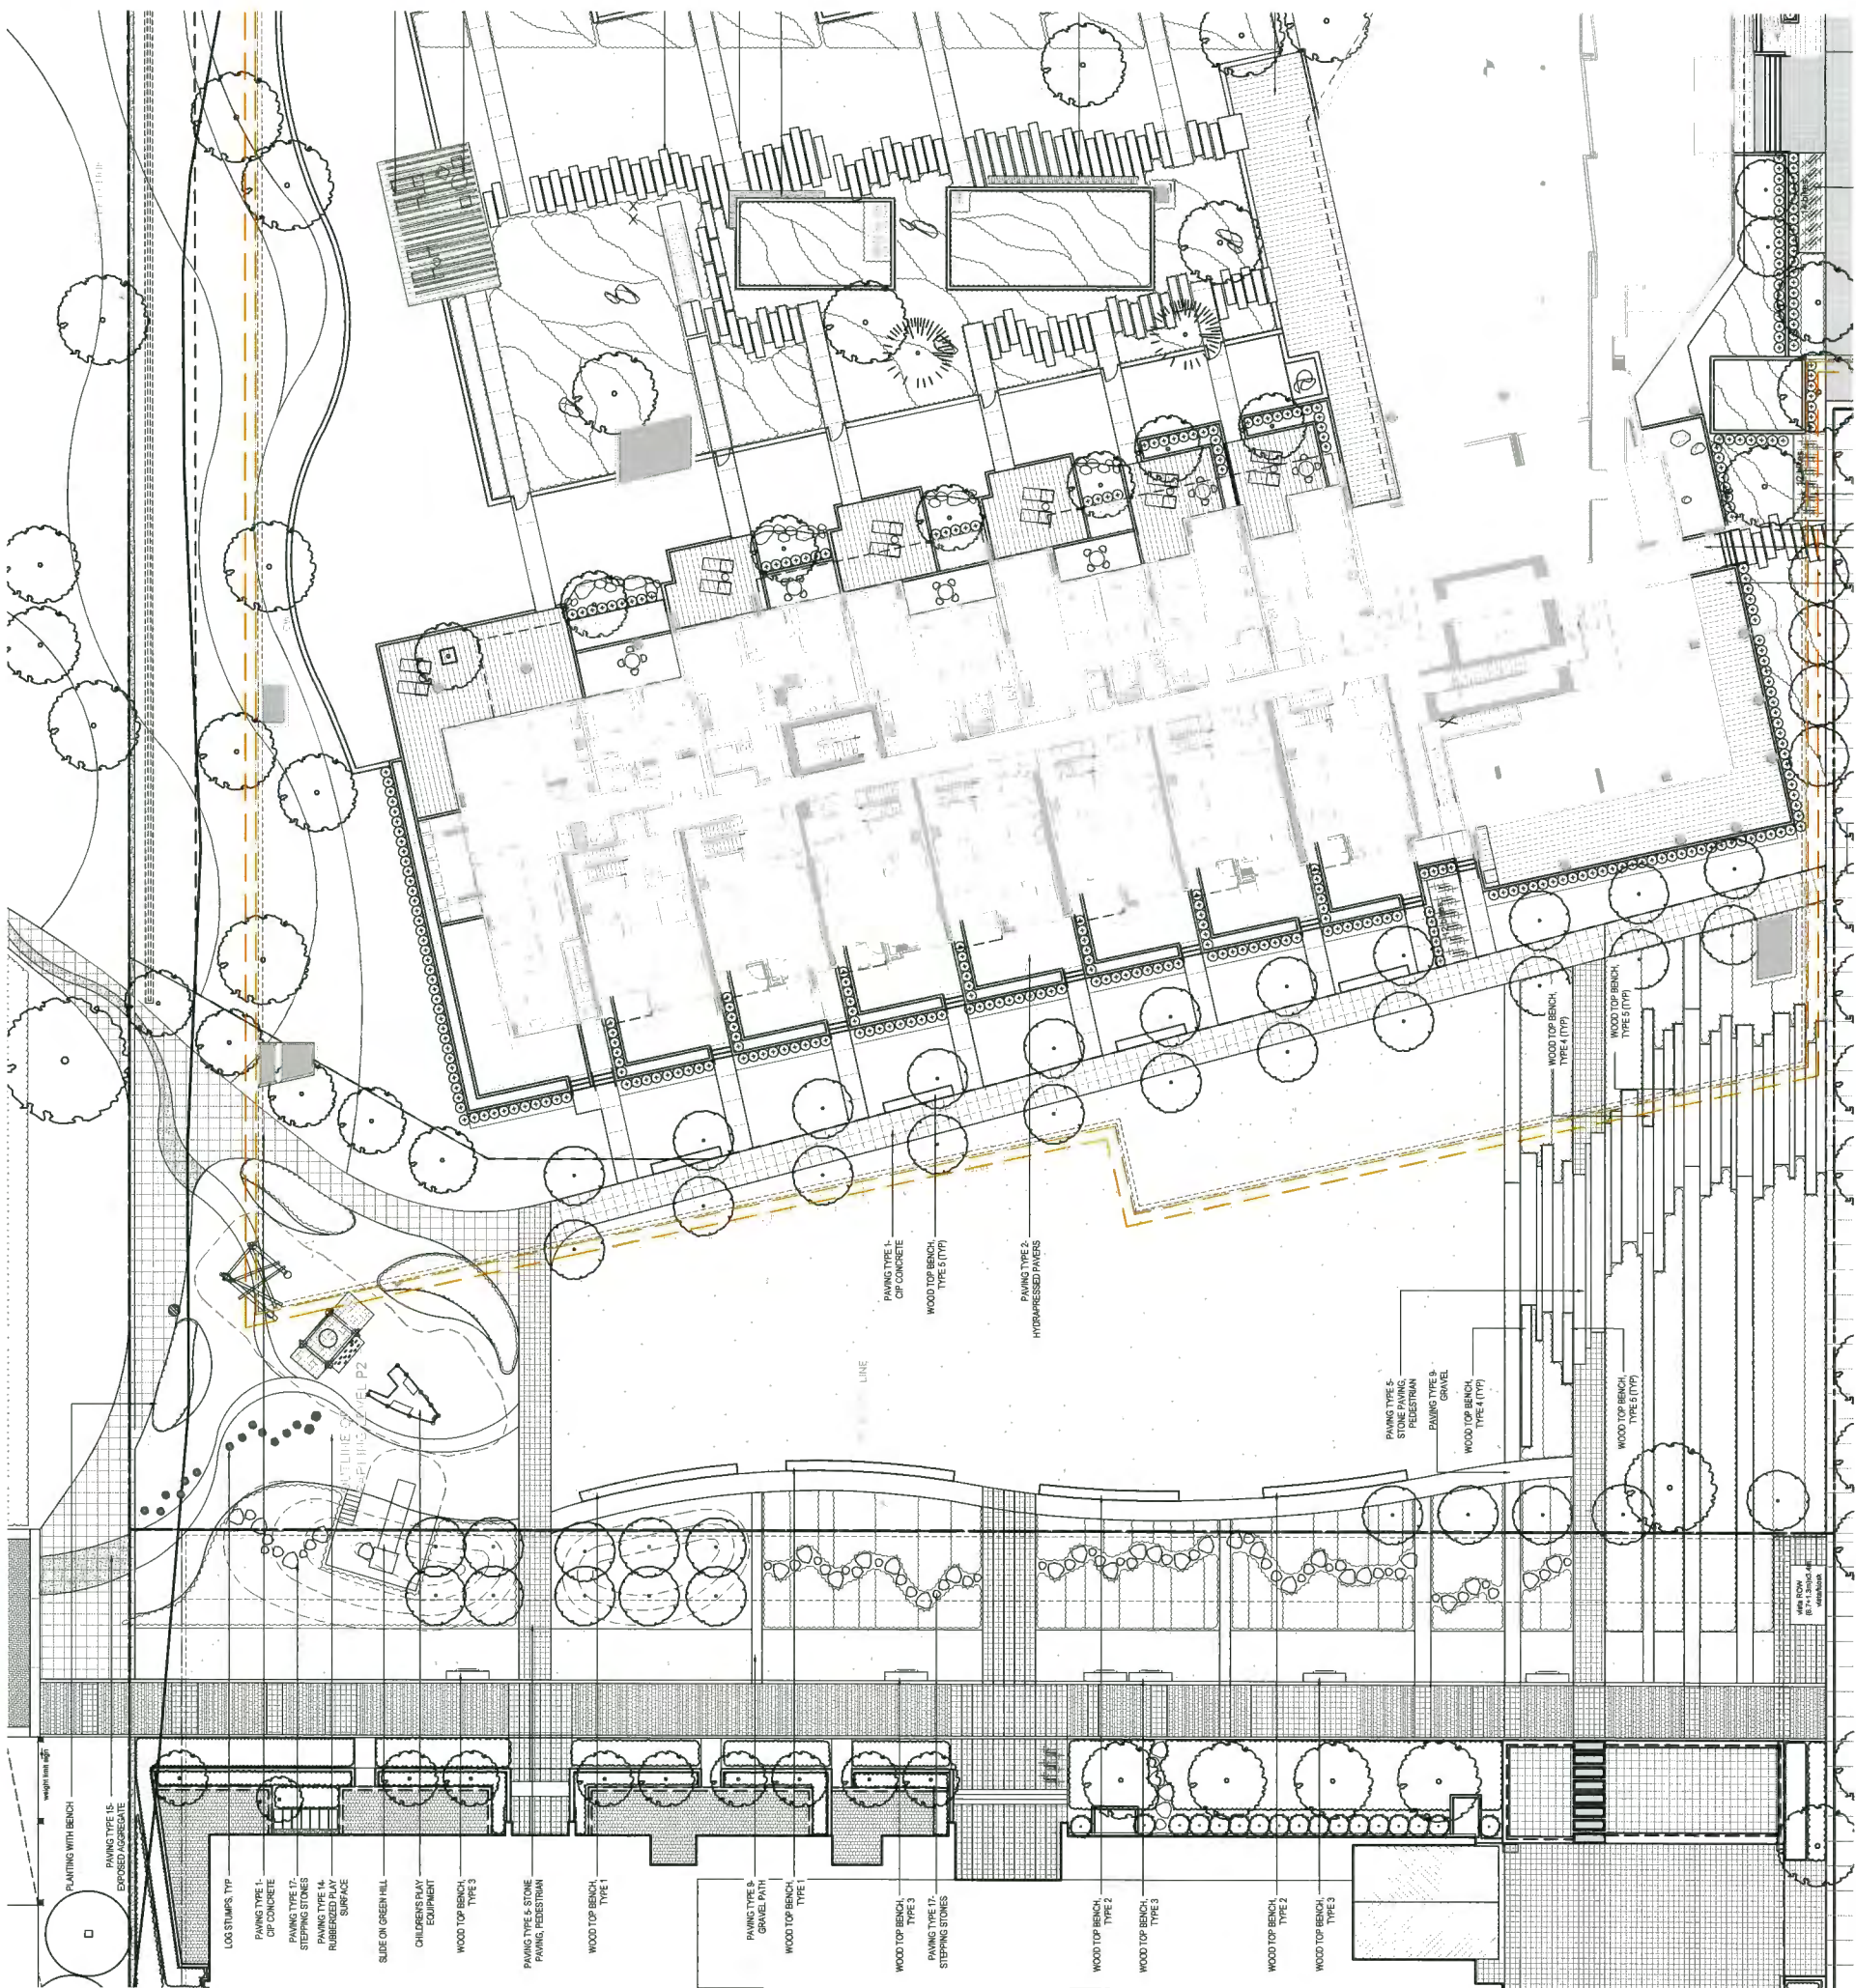 PAVING TYPE 1-
CIP CONCRETE
WOOD TOP BENCH,
TYPE 5 (TYP)
PAVING TYPE 2-
HYDRAPRESSED PAVERS
WOOD TOP BENCH,
TYPE 4 (TYP)
WOOD TOP BENCH,
TYPE 5 (TYP)
PAVING TYPE 5-
STONE PAVING,
PEDESTRIAN
PAVING TYPE 9-
GRAVEL
WOOD TOP BENCH,
TYPE 4 (TYP)
WOOD TOP BENCH,
TYPE 5 (TYP)
LINE
P2
weight limit sign
PLANTING WITH BENCH
PAVING TYPE 15-
EXPOSED AGGREGATE
LOG STUMPS, TYP
PAVING TYPE 1-
CIP CONCRETE
PAVING TYPE 17-
STEPPING STONES
PAVING TYPE 14-
RUBBERIZED PLAY
SURFACE
SLIDE ON GREEN HILL
CHILDREN'S PLAY
EQUIPMENT
WOOD TOP BENCH,
TYPE 3
PAVING TYPE 5- STONE
PAVING, PEDESTRIAN
WOOD TOP BENCH,
TYPE 1
PAVING TYPE 9-
GRAVEL PATH
WOOD TOP BENCH,
TYPE 1
WOOD TOP BENCH,
TYPE 3
PAVING TYPE 17-
STEPPING STONES
WOOD TOP BENCH,
TYPE 2
WOOD TOP BENCH,
TYPE 3
WOOD TOP BENCH,
TYPE 2
WOOD TOP BENCH,
TYPE 3